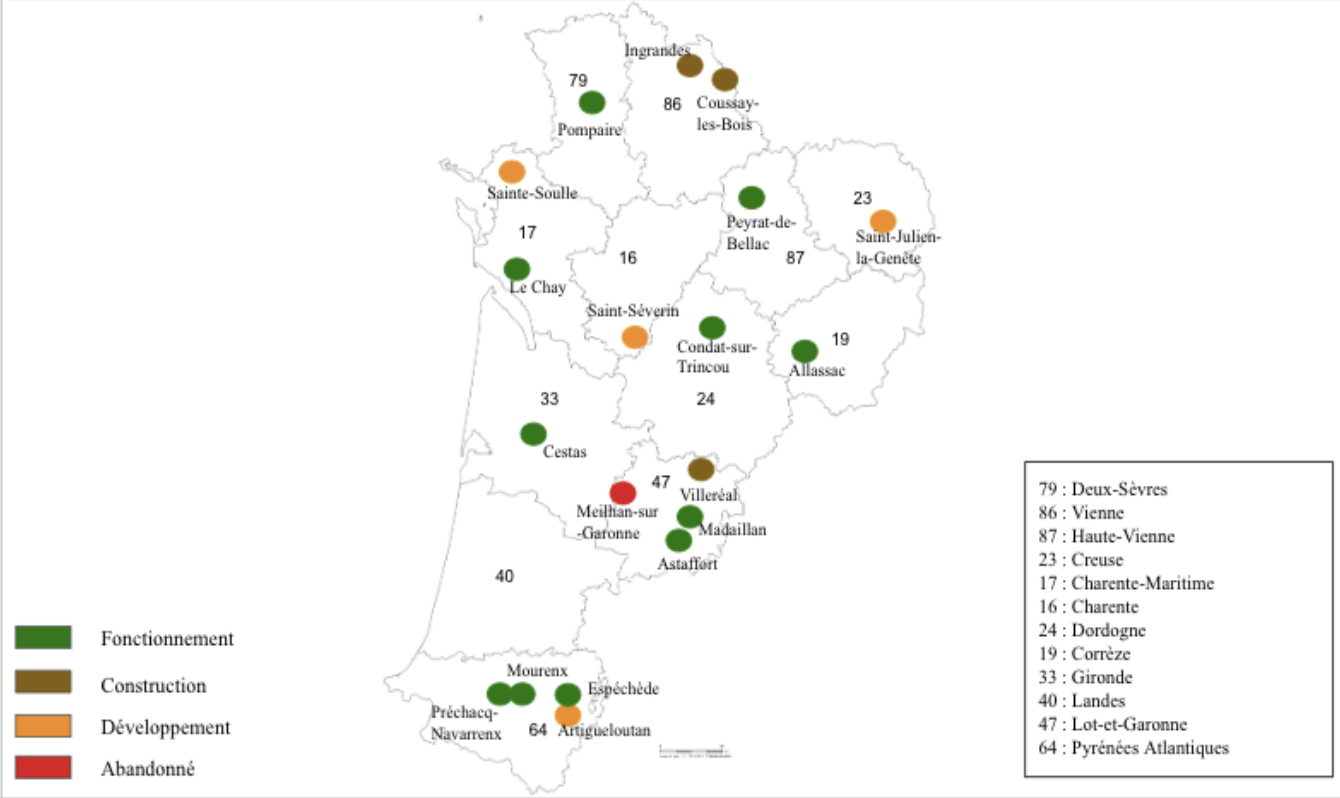 Ingrandes
79
86
Coussay-
les-Bois
Pompaire
Sainte-Soulle
23
Peyrat-de-
Bellac
17
Saint-Julien-
la-Genête
16
87
Le Chay
Saint-Séverin
19
Condat-sur-
Trincou
Allassac
33
24
Cestas
47
Villeréal
Meilhan-sur
-Garonne
Madaillan
Astaffort
40
Mourenx
Espéchède
Préchacq-
Navarrenx
64
Artigueloutan
Fonctionnement
Construction
Développement
Abandonné
79 : Deux-Sèvres
86 : Vienne
87 : Haute-Vienne
23 : Creuse
17 : Charente-Maritime
16 : Charente
24 : Dordogne
19 : Corrèze
33 : Gironde
40 : Landes
47 : Lot-et-Garonne
64 : Pyrénées Atlantiques